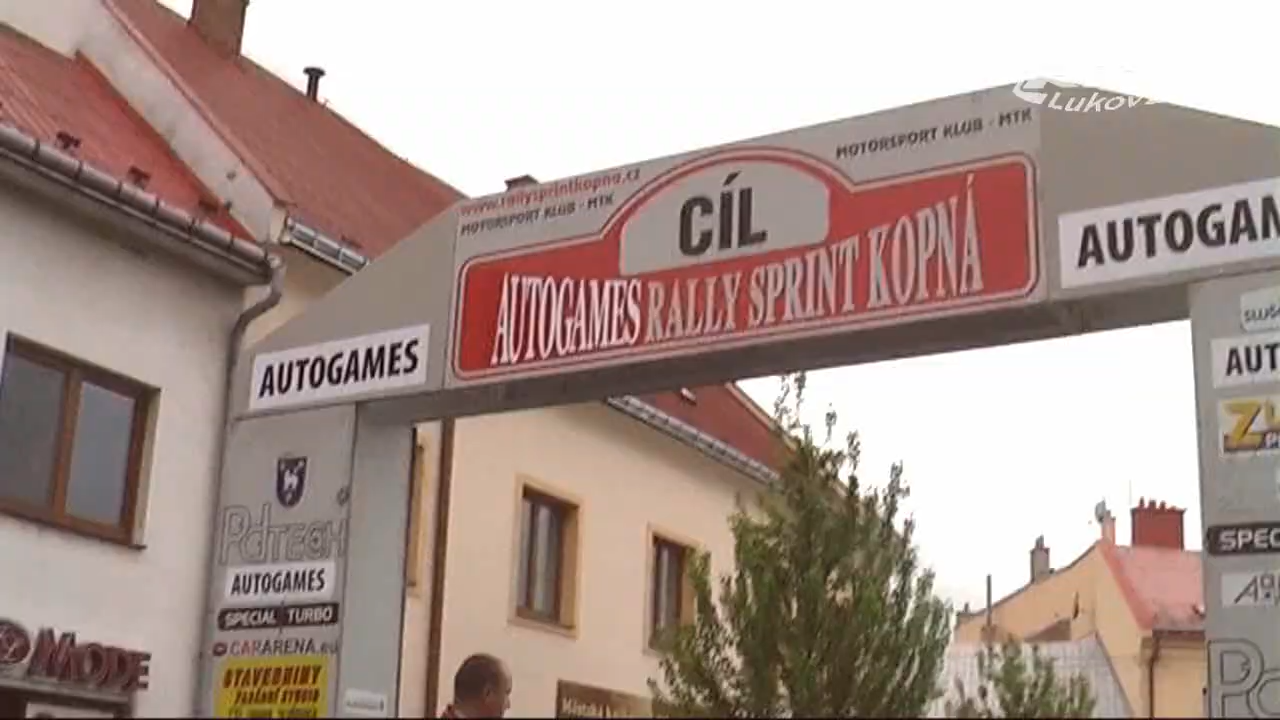 LUKOV
www.rallysprintkopna.cz
MOTORSPORT KLUB - MTK
MOTORSPORT KLUB - MTK
CÍL
AUTOGAMES RALLY SPRINT KOPNÁ
AUTOGAMES
AUTOGAM
PdTECH
AUTOGAMES
SPECIAL TURBO
CARARENA.eu
STAVEBNINY
MODE
AUT
SPEC